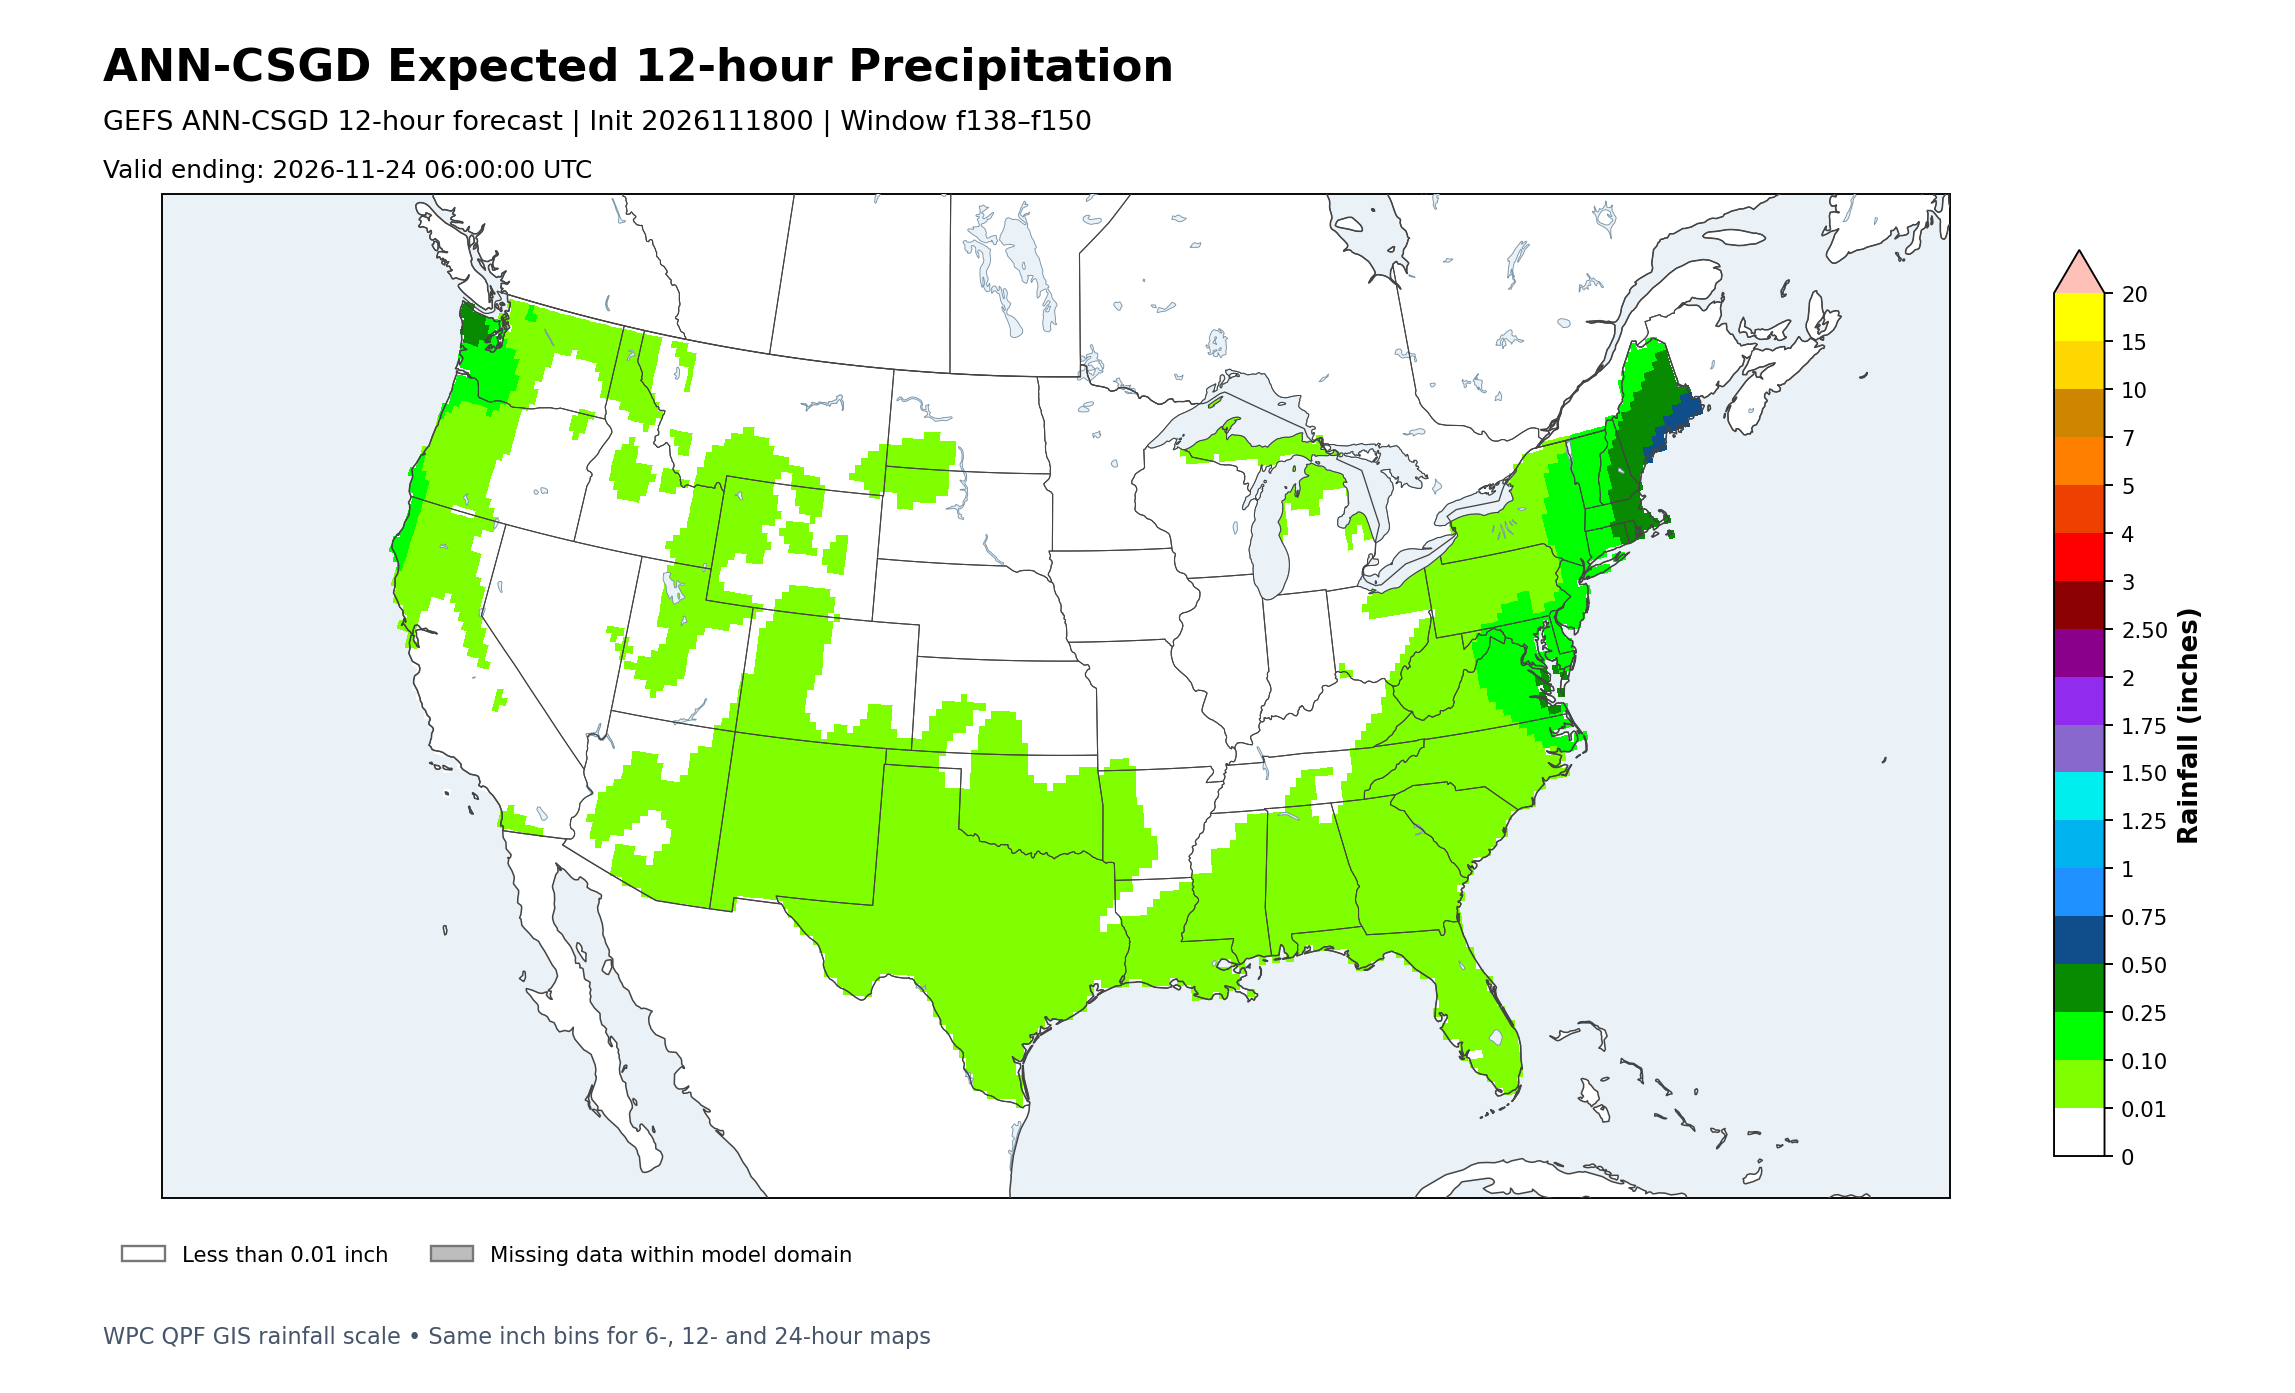 ANN-CSGD Expected 12-hour Precipitation
GEFS ANN-CSGD 12-hour forecast | Init 2026111800 | Window f138–f150
Valid ending: 2026-11-24 06:00:00 UTC
20
15
10
7
5
4
3
2.50
2
1.75
1.50
1.25
1
0.75
0.50
0.25
0.10
0.01
0
Rainfall (inches)
Less than 0.01 inch
Missing data within model domain
WPC QPF GIS rainfall scale • Same inch bins for 6-, 12- and 24-hour maps